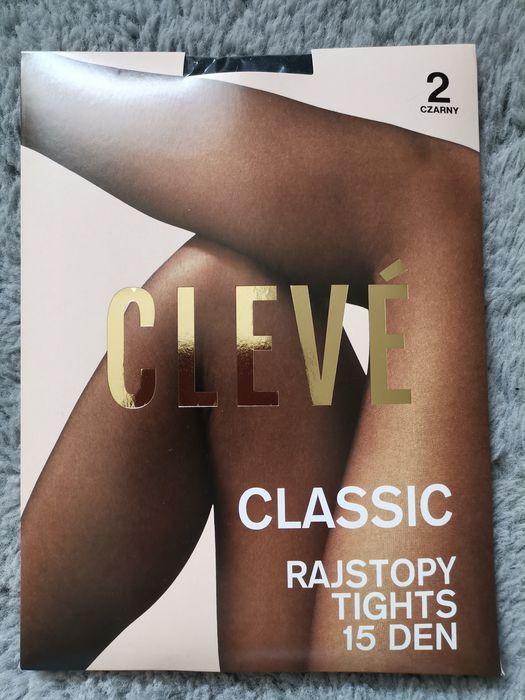 2
CZARNY
CLEVÉ
CLASSIC
RAJSTOPY
TIGHTS
15 DEN